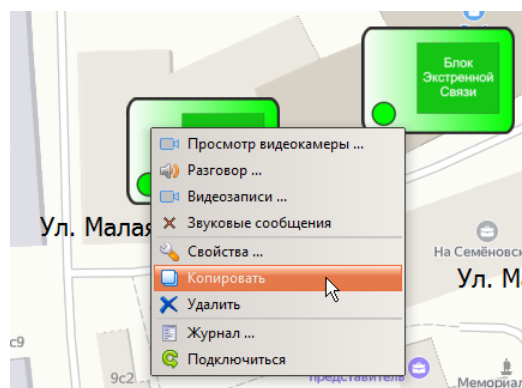 Блок
Экстренной
Связи
Просмотр видеокамеры ...
Разговор ...
Видеозаписи ...
Ул. Малая
Звуковые сообщения
На Семёновск
Свойства ...
Ул. М
Копировать
Удалить
с9
Журнал ...
Подключиться
9с2
представитель
Мемориал